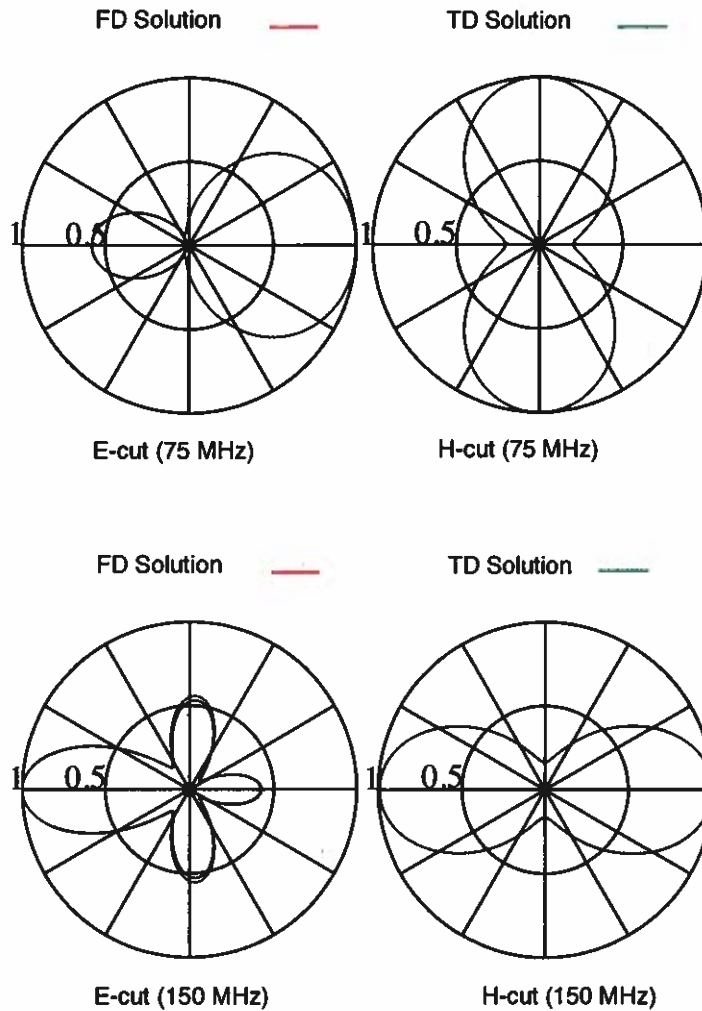 FD Solution
TD Solution
1 0.5
1 0.5
E-cut (75 MHz)
H-cut (75 MHz)
FD Solution
TD Solution
1 0.5
1 0.5
E-cut (150 MHz)
H-cut (150 MHz)